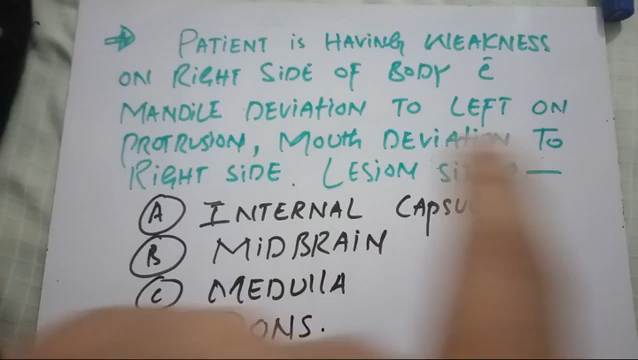 → PATIENT IS HAVING WEAKNESS
ON RIGHT SIDE OF BODY c̄
MANDILE DEVIATION TO LEFT ON
PROTRUSION, MOUTH DEVIATION TO
RIGHT SIDE. LESION —
(A) INTERNAL
(B) MIDBRAIN
(C) MEDULLA
ONS.